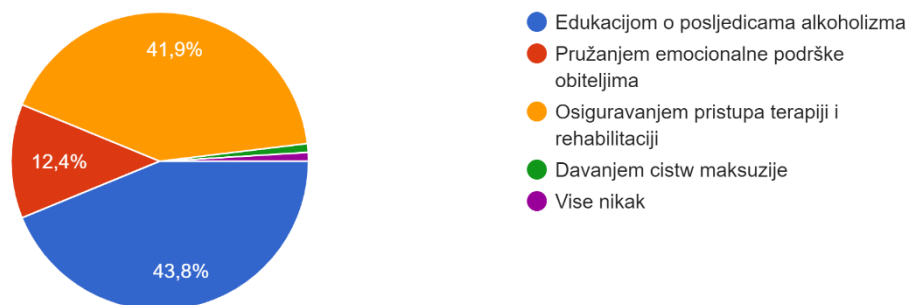 41,9%
12,4%
43,8%
Edukacijom o posljedicama alkoholizma
Pružanjem emocionalne podrške
obiteljima
Osiguravanjem pristupa terapiji i
rehabilitaciji
Davanjem cistw maksuzije
Vise nikak